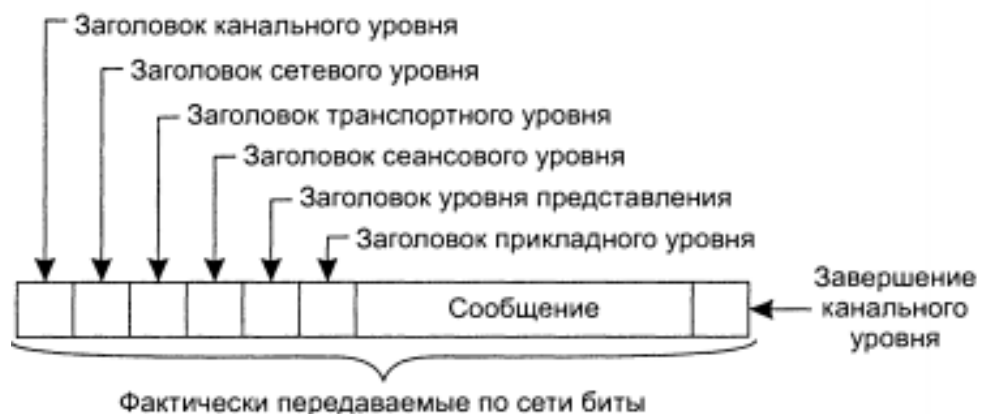 Заголовок канального уровня
Заголовок сетевого уровня
Заголовок транспортного уровня
Заголовок сеансового уровня
Заголовок уровня представления
Заголовок прикладного уровня
Сообщение
Завершение
канального
уровня
Фактически передаваемые по сети биты